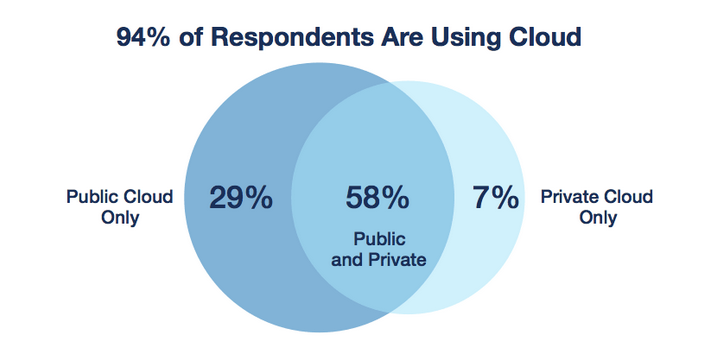 94% of Respondents Are Using Cloud
Public Cloud
Only
29%
58%
Public
and Private
7%
Private Cloud
Only